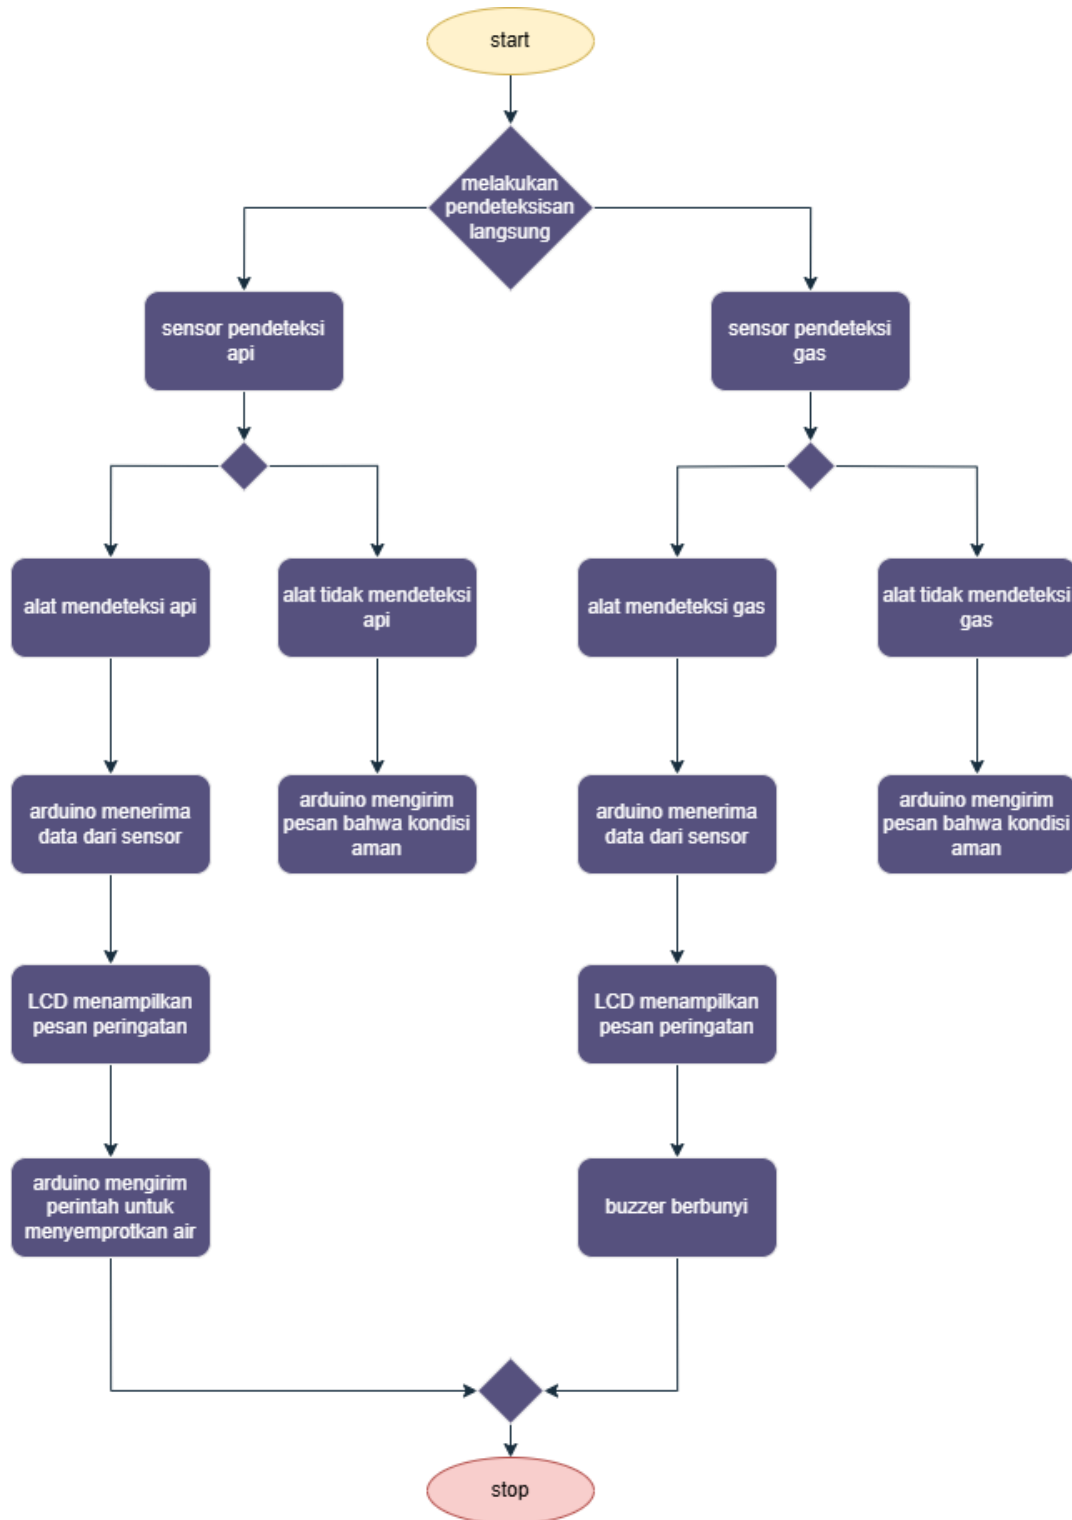 start
melakukan
pendeteksisan
langsung
sensor pendeteksi
api
sensor pendeteksi
gas
alat mendeteksi api
alat tidak mendeteksi
api
alat mendeteksi gas
alat tidak mendeteksi
gas
arduino menerima
data dari sensor
arduino mengirim
pesan bahwa kondisi
aman
arduino menerima
data dari sensor
arduino mengirim
pesan bahwa kondisi
aman
LCD menampilkan
pesan peringatan
LCD menampilkan
pesan peringatan
arduino mengirim
perintah untuk
menyemprotkan air
buzzer berbunyi
stop